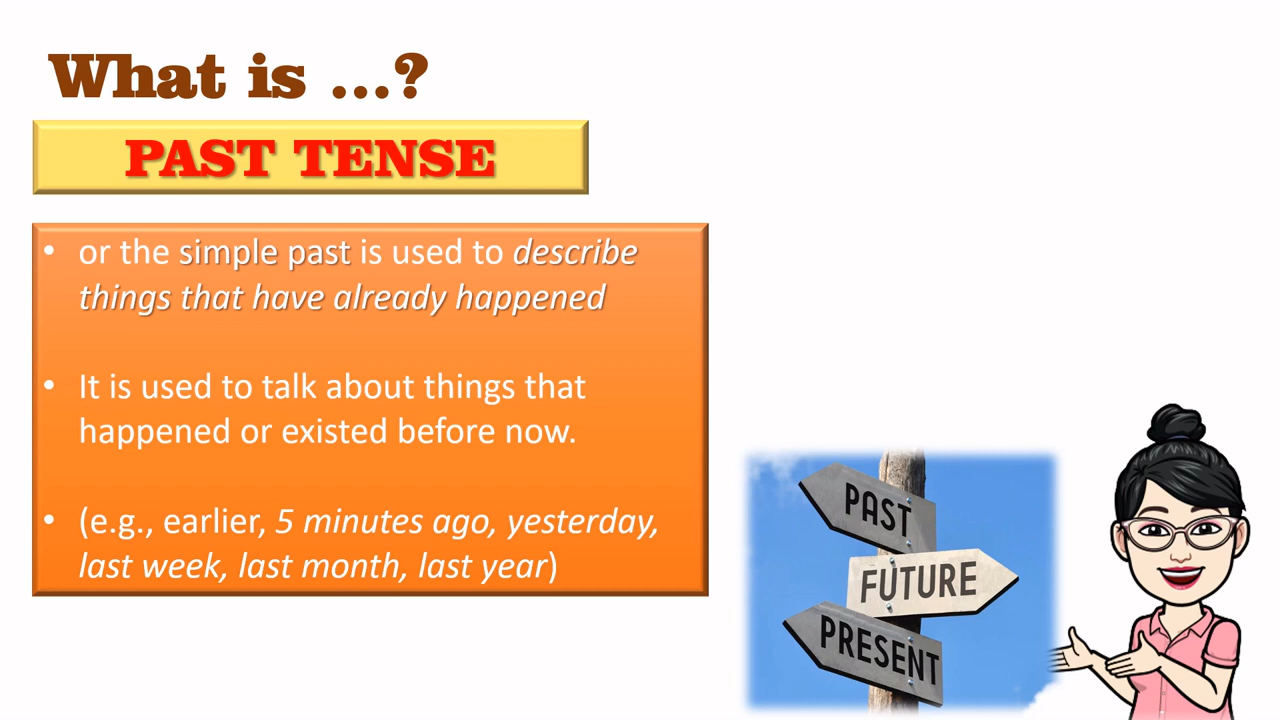 What is ...?
PAST TENSE
• or the simple past is used to describe
things that have already happened
• It is used to talk about things that
happened or existed before now.
• (e.g., earlier, 5 minutes ago, yesterday,
last week, last month, last year)
PAST
FUTURE
PRESENT